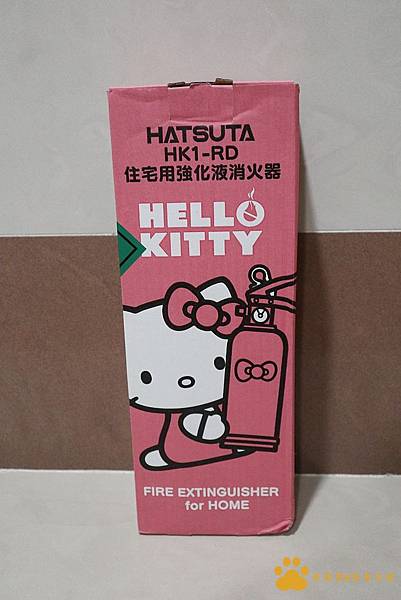 HATSUTA
HK1-RD
住宅用強化液消火器
HELLO
KITTY
FIRE EXTINGUISHER
for HOME